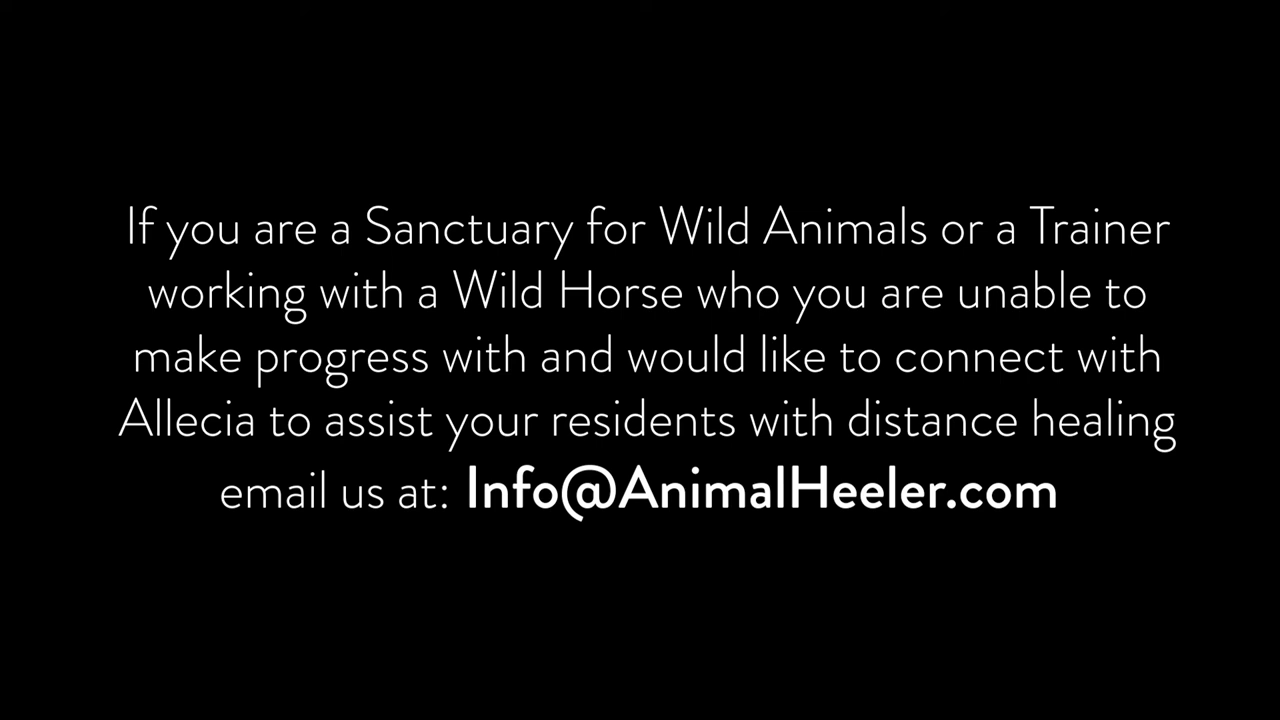 If you are a Sanctuary for Wild Animals or a Trainer
working with a Wild Horse who you are unable to
make progress with and would like to connect with
Allecia to assist your residents with distance healing
email us at: Info@AnimalHeeler.com